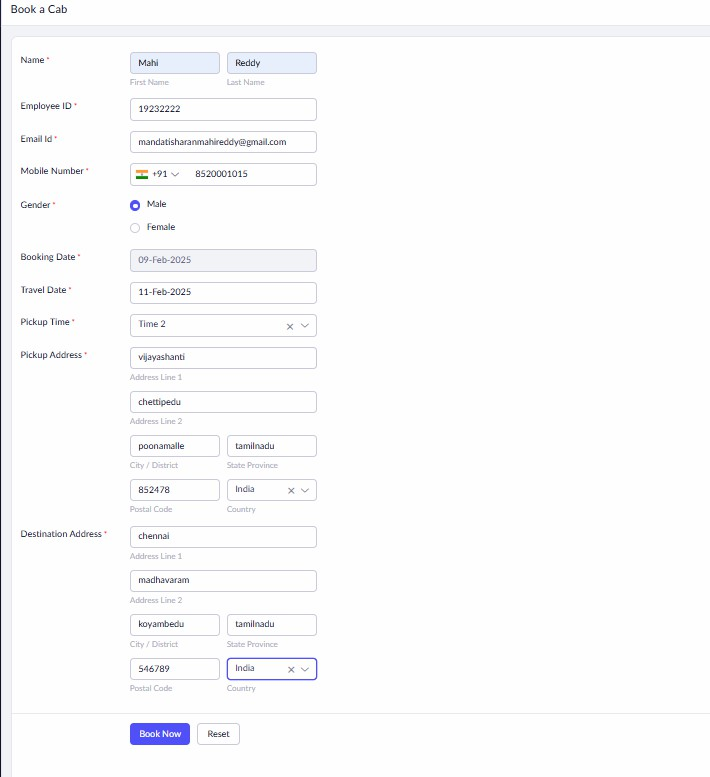 Book a Cab
Name *
Mahi Reddy
First Name Last Name
Employee ID *
19232222
Email Id *
mandatisharanmahireddy@gmail.com
Mobile Number *
+91 8520001015
Gender *
Male
Female
Booking Date *
09-Feb-2025
Travel Date *
11-Feb-2025
Pickup Time *
Time 2
Pickup Address *
vijayashanti
Address Line 1
chettipedu
Address Line 2
poonamalle tamilnadu
City / District State Province
852478 India
Postal Code Country
Destination Address *
chennai
Address Line 1
madhavaram
Address Line 2
koyambedu tamilnadu
City / District State Province
546789 India
Postal Code Country
Book Now Reset